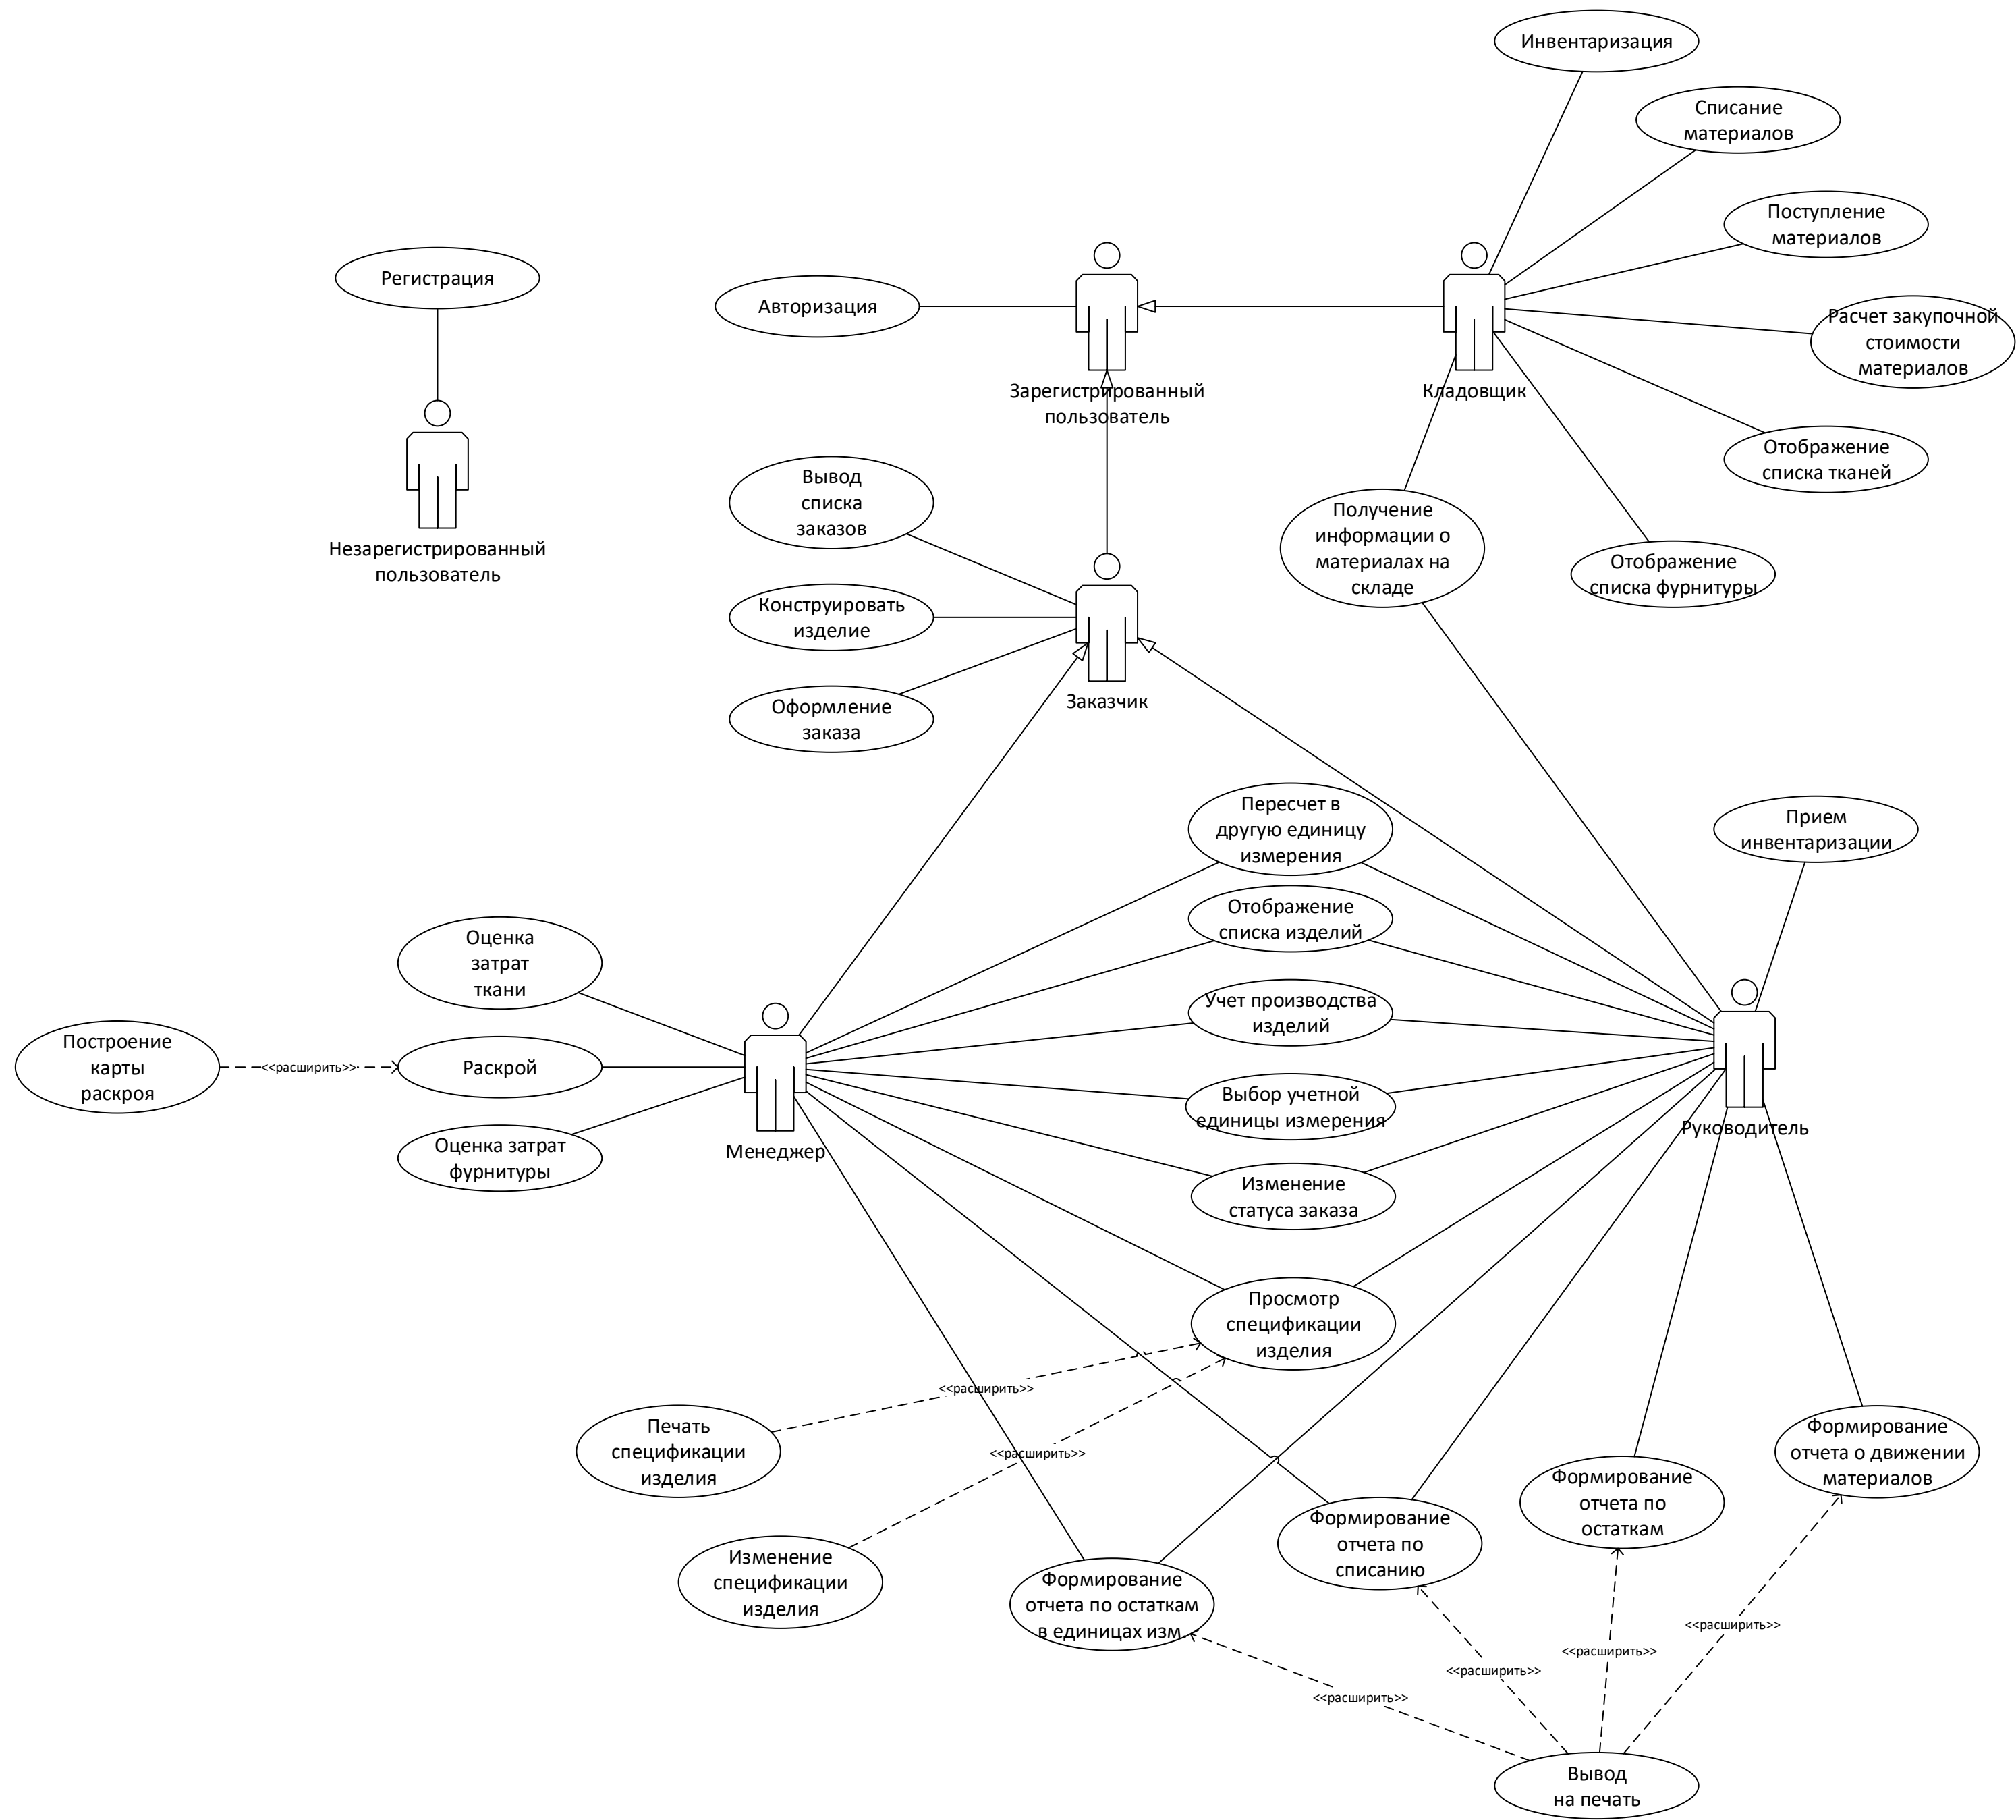 Инвентаризация
Списание
материалов
Поступление
материалов
Регистрация
Авторизация
Расчет закупочной
стоимости
материалов
Зарегистрированный
пользователь
Кладовщик
Отображение
списка тканей
Вывод
списка
заказов
Незарегистрированный
пользователь
Получение
информации о
материалах на
складе
Отображение
списка фурнитуры
Конструировать
изделие
Оформление
заказа
Заказчик
Пересчет в
другую единицу
измерения
Прием
инвентаризации
Отображение
списка изделий
Оценка
затрат
ткани
Учет производства
изделий
Построение
карты
раскроя
<<расширить>>
Раскрой
Выбор учетной
единицы измерения
Руководитель
Оценка затрат
фурнитуры
Менеджер
Изменение
статуса заказа
Просмотр
спецификации
изделия
<<расширить>>
Печать
спецификации
изделия
<<расширить>>
Формирование
отчета о движении
материалов
Формирование
отчета по
остаткам
Формирование
отчета по
списанию
Изменение
спецификации
изделия
Формирование
отчета по остаткам
в единицах изм.
<<расширить>>
<<расширить>>
<<расширить>>
<<расширить>>
Вывод
на печать